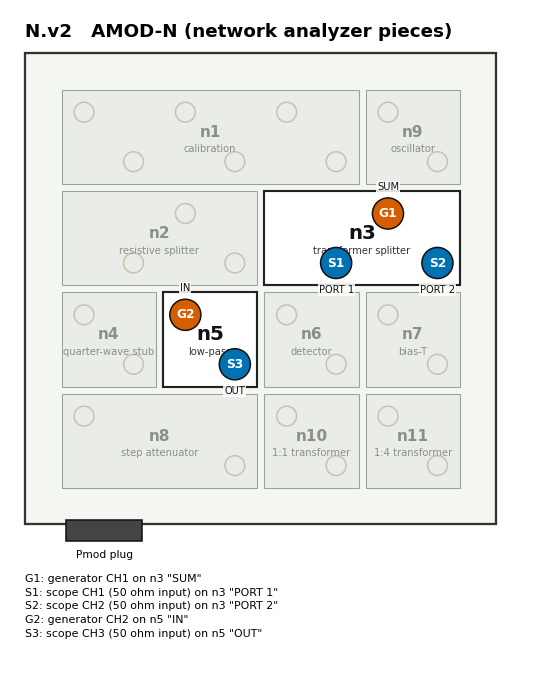 N.v2 AMOD-N (network analyzer pieces)
n1
calibration
n9
oscillator
SUM
G1
n2
resistive splitter
n3
transformer splitter
S1
S2
PORT 1
PORT 2
IN
G2
n4
quarter-wave stub
n5
low-pass
S3
OUT
n6
detector
n7
bias-T
n8
step attenuator
n10
1:1 transformer
n11
1:4 transformer
Pmod plug
G1: generator CH1 on n3 "SUM"
S1: scope CH1 (50 ohm input) on n3 "PORT 1"
S2: scope CH2 (50 ohm input) on n3 "PORT 2"
G2: generator CH2 on n5 "IN"
S3: scope CH3 (50 ohm input) on n5 "OUT"